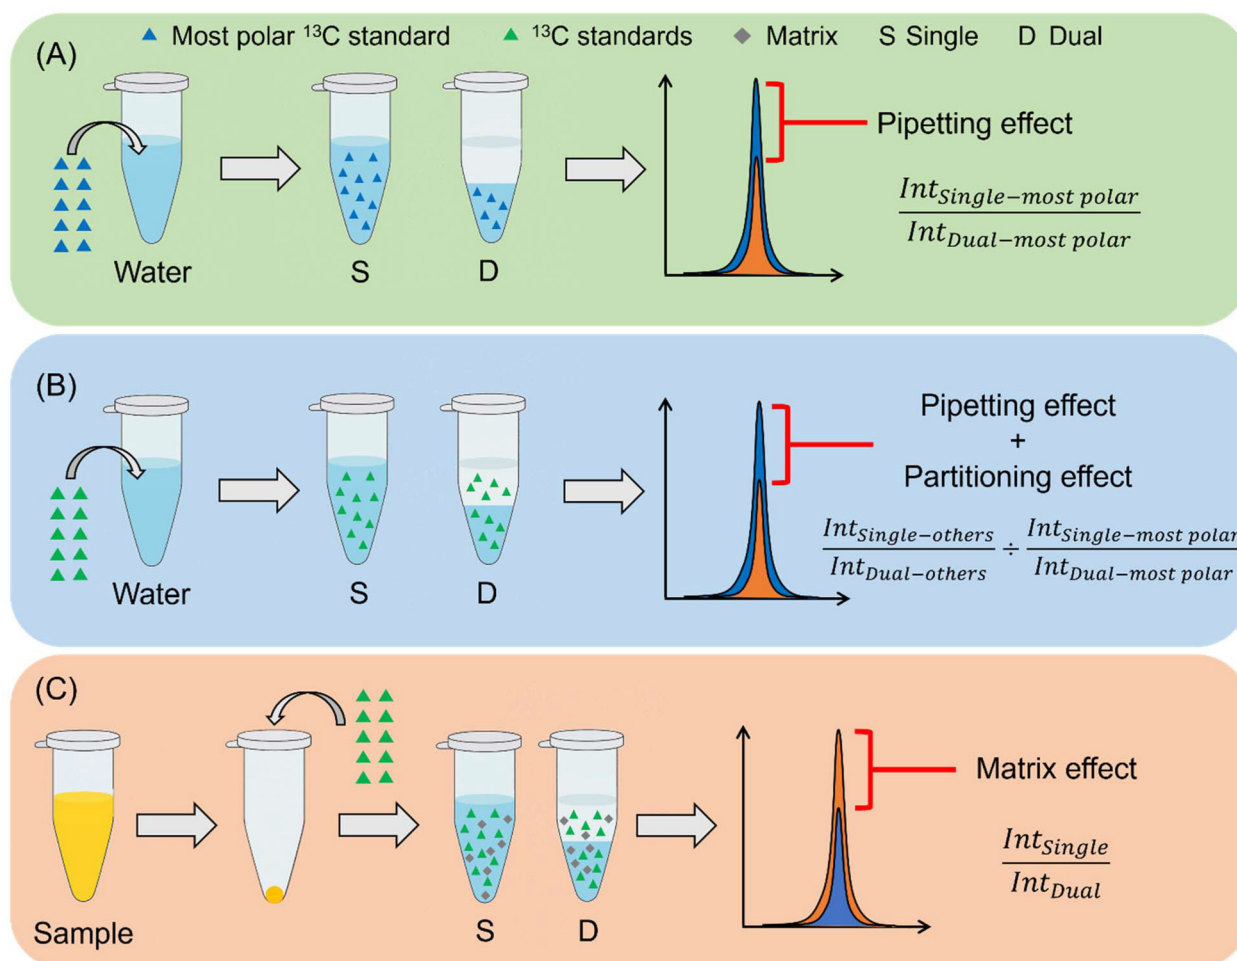 (A)
Most polar ¹³C standard ¹³C standards Matrix S Single D Dual
Water S D
Pipetting effect
Int_Single−most polar
Int_Dual−most polar
(B)
Water S D
Pipetting effect
+
Partitioning effect
Int_Single−others ÷ Int_Single−most polar
Int_Dual−others Int_Dual−most polar
(C)
Sample S D
Matrix effect
Int_Single
Int_Dual